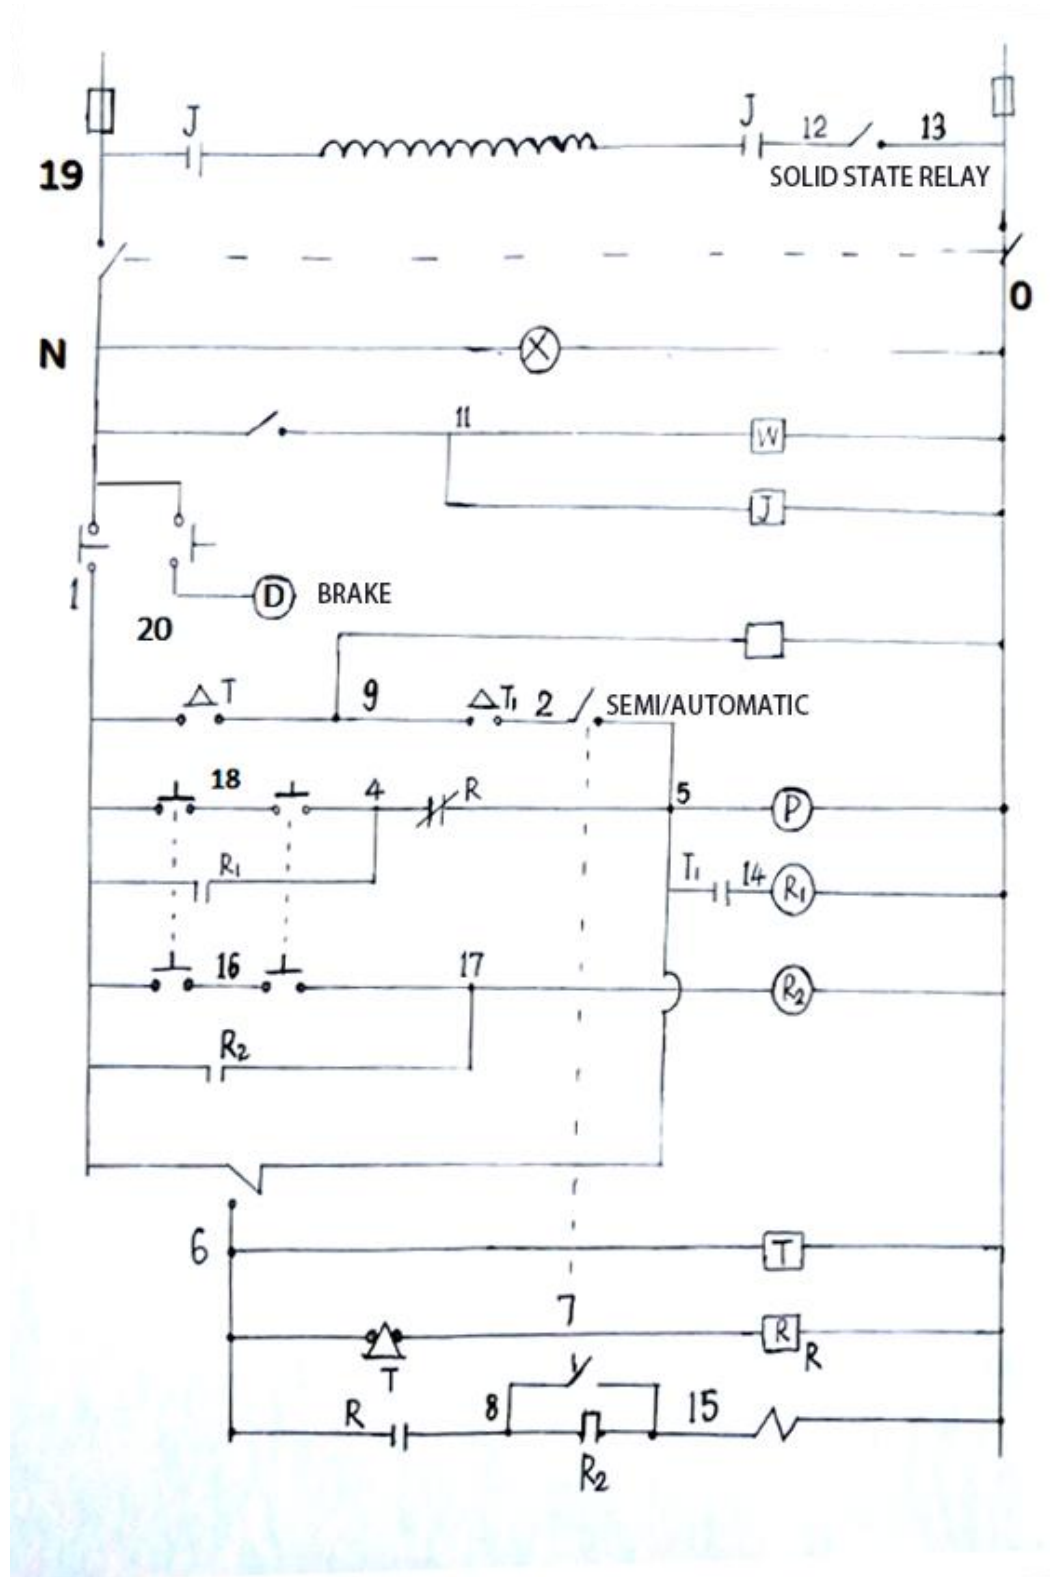 J
J
12
13
19
SOLID STATE RELAY
0
N
11
W
J
1
D
BRAKE
20
T
9
T1
2
SEMI/AUTOMATIC
18
4
R
5
P
R1
T1
14
R1
16
17
R2
R2
6
T
7
R
R
T
R
8
15
R2